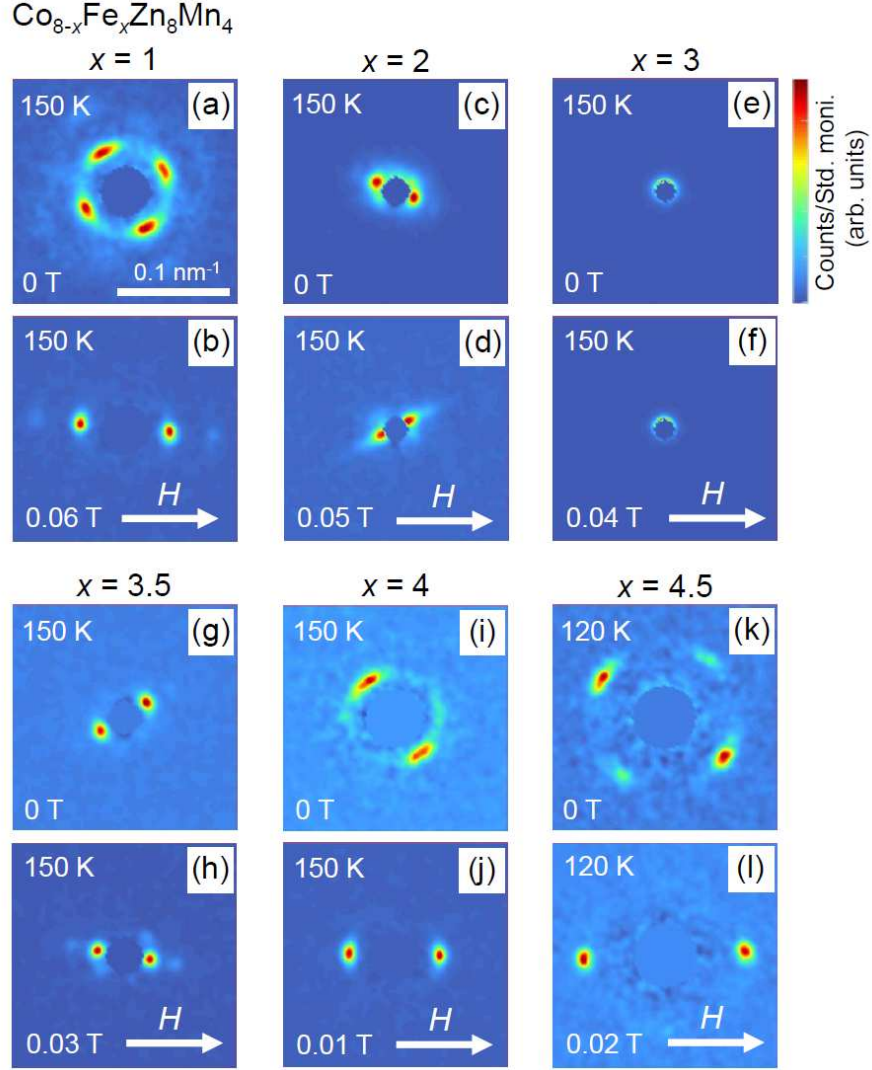 Co8-xFexZn8Mn4
x = 1 x = 2 x = 3
150 K (a) 150 K (c) 150 K (e)
0 T 0.1 nm-1 0 T 0 T
Counts/Std. moni.
(arb. units)
150 K (b) 150 K (d) 150 K (f)
H H H
0.06 T 0.05 T 0.04 T
x = 3.5 x = 4 x = 4.5
150 K (g) 150 K (i) 120 K (k)
0 T 0 T 0 T
150 K (h) 150 K (j) 120 K (l)
H H H
0.03 T 0.01 T 0.02 T